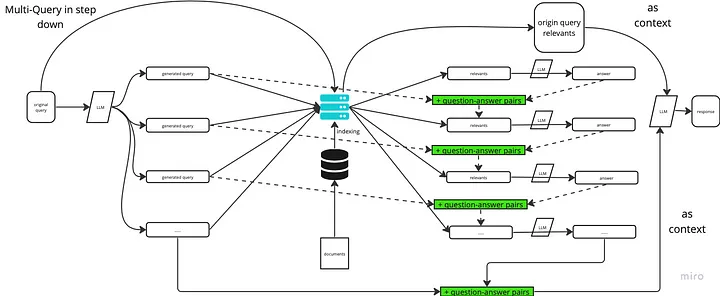 Multi-Query in step
down
origin query
relevants
as
context
original
query
LLM
generated query
generated query
generated query
.....
indexing
documents
relevants
LLM
answer
+ question-answer pairs
relevants
LLM
answer
+ question-answer pairs
relevants
LLM
answer
+ question-answer pairs
.....
LLM
.....
+ question-answer pairs
LLM
response
as
context
miro